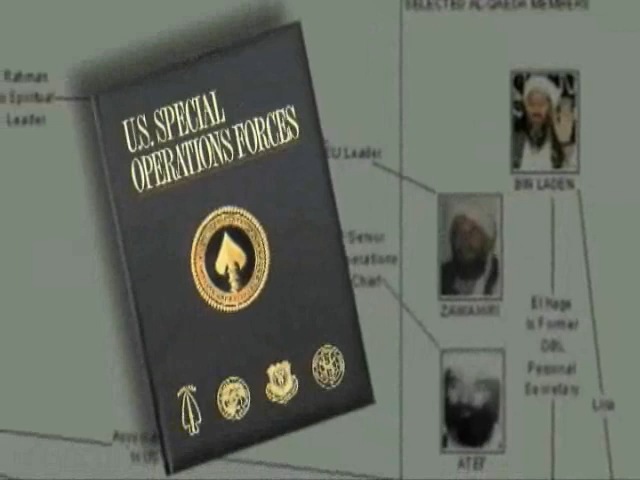 SELECTED AL-QAEDA MEMBERS
Rahman
Spiritual
Leader
U.S. SPECIAL
OPERATIONS FORCES
EIJ Leader
BIN LADEN
Senior
Operations
Chief
ZAWAHIRI
El Hage
is Former
OBL
Personal
Secretary
ATEF